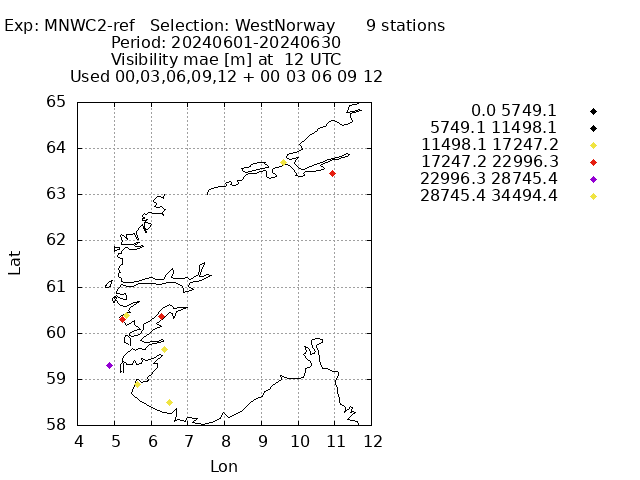 Exp: MNWC2-ref   Selection: WestNorway      9 stations
Period: 20240601-20240630
Visibility mae [m] at  12 UTC
Used 00,03,06,09,12 + 00 03 06 09 12
0.0 5749.1
5749.1 11498.1
11498.1 17247.2
17247.2 22996.3
22996.3 28745.4
28745.4 34494.4
65
64
63
62
61
60
59
58
Lat
4 5 6 7 8 9 10 11 12
Lon